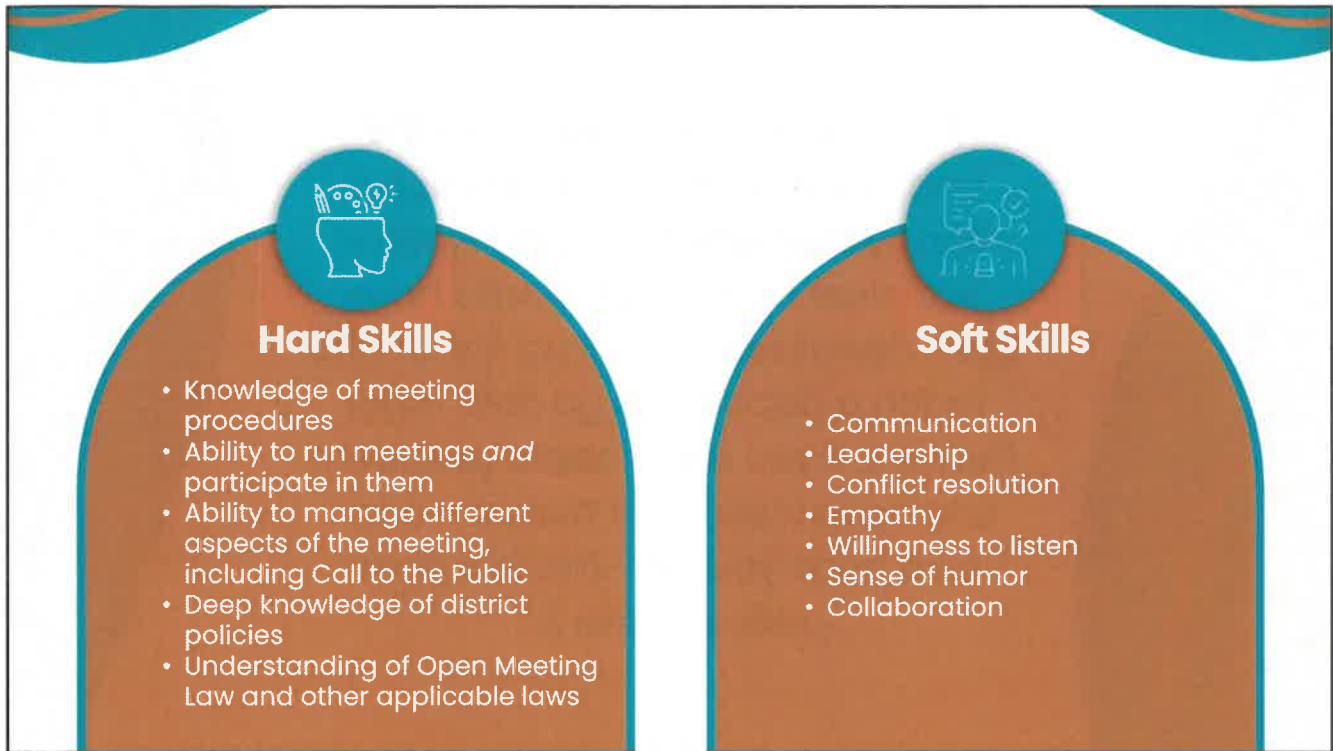 Hard Skills
• Knowledge of meeting
procedures
• Ability to run meetings and
participate in them
• Ability to manage different
aspects of the meeting,
including Call to the Public
• Deep knowledge of district
policies
• Understanding of Open Meeting
Law and other applicable laws
Soft Skills
• Communication
• Leadership
• Conflict resolution
• Empathy
• Willingness to listen
• Sense of humor
• Collaboration